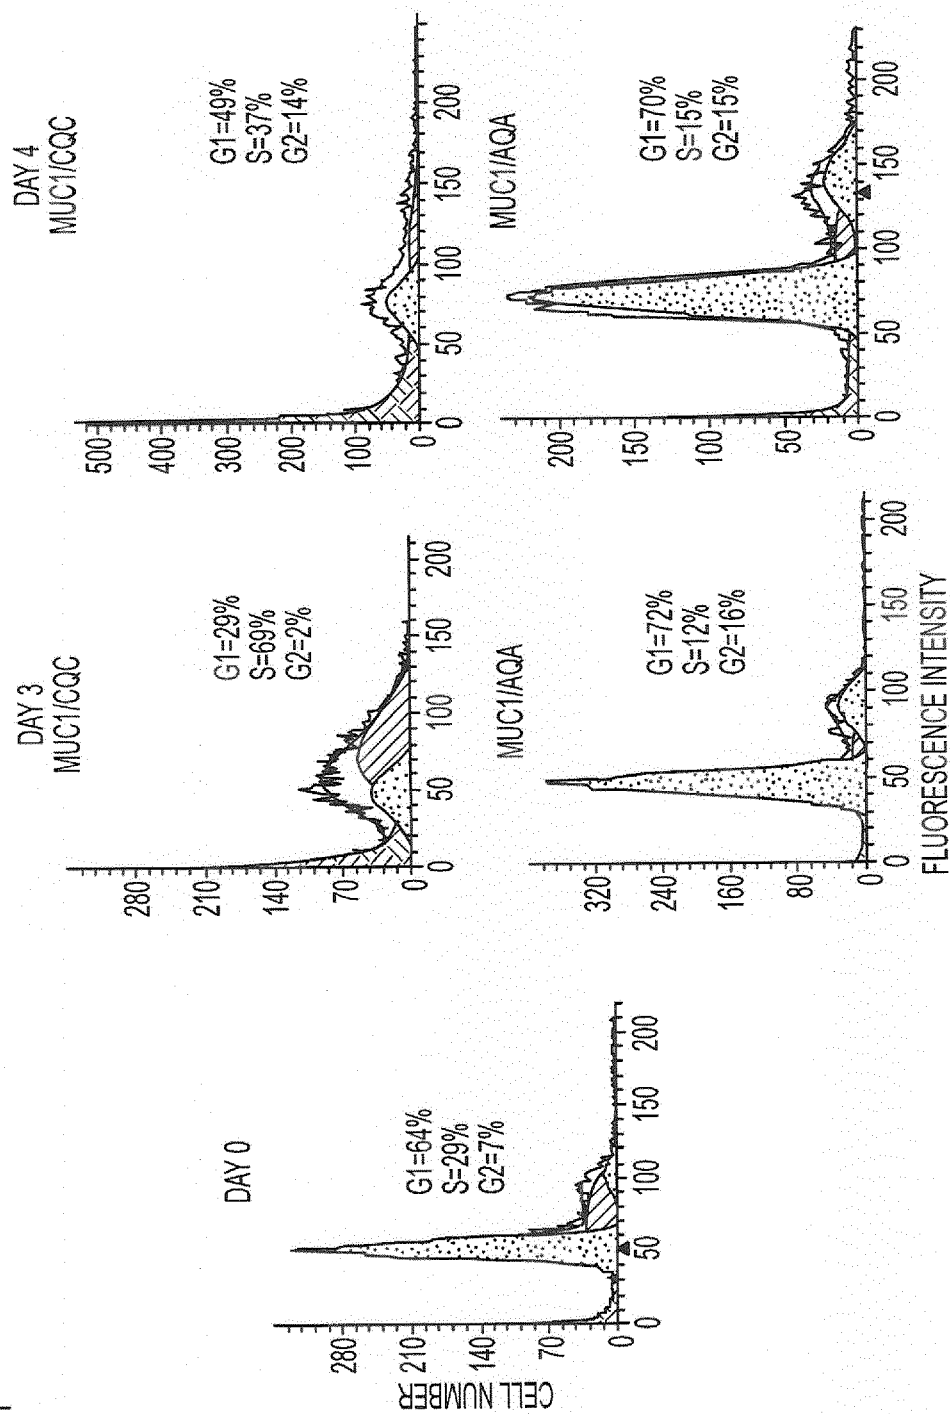 DAY 0
G1=64%
S=29%
G2=7%
CELL NUMBER
280
210
140
70
0
0 50 100 150 200
DAY 3
MUC1/CQC
G1=29%
S=69%
G2=2%
280
210
140
70
0
0 50 100 150 200
DAY 4
MUC1/CQC
G1=49%
S=37%
G2=14%
500
400
300
200
100
0
0 50 100 150 200
MUC1/AQA
G1=72%
S=12%
G2=16%
320
240
160
80
0
0 50 100 150 200
FLUORESCENCE INTENSITY
MUC1/AQA
G1=70%
S=15%
G2=15%
200
150
100
50
0
0 50 100 150 200